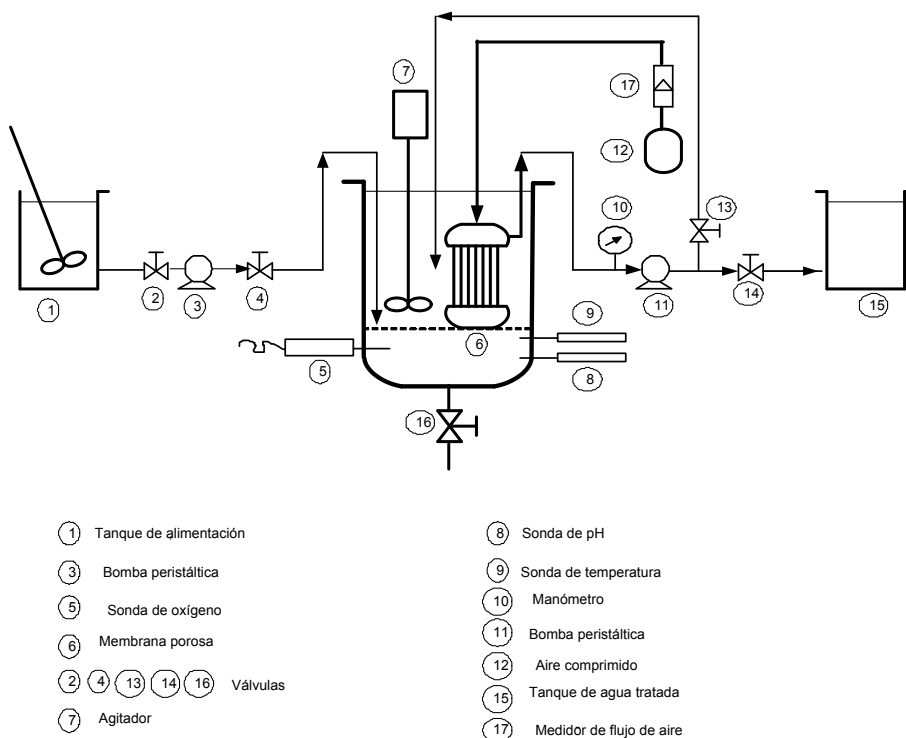 7
17
12
10
13
1
2
3
4
11
14
15
6
9
5
8
16
1 Tanque de alimentación
3 Bomba peristáltica
5 Sonda de oxígeno
6 Membrana porosa
2 4 13 14 16 Válvulas
7 Agitador
8 Sonda de pH
9 Sonda de temperatura
10 Manómetro
11 Bomba peristáltica
12 Aire comprimido
15 Tanque de agua tratada
17 Medidor de flujo de aire